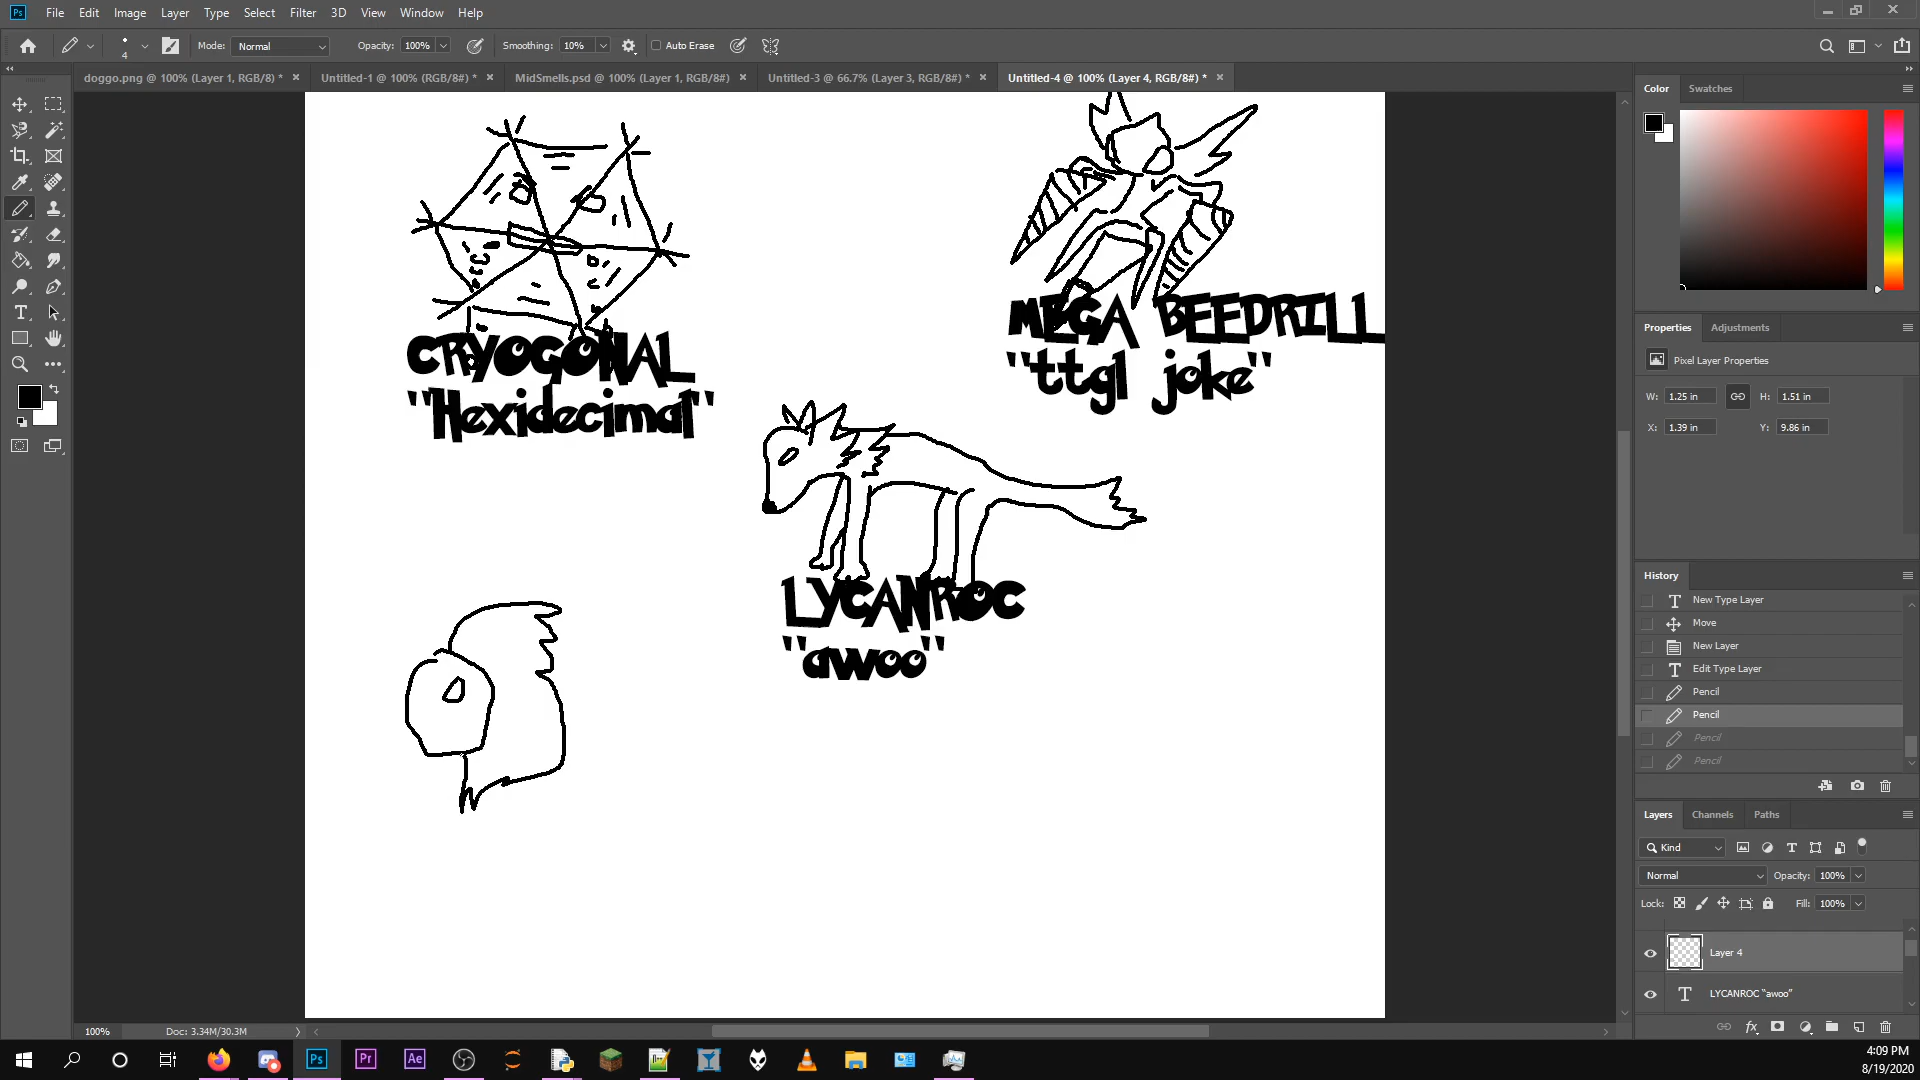 Ps File Edit Image Layer Type Select Filter 3D View Window Help
4 Mode: Normal Opacity: 100% Smoothing: 10% Auto Erase
doggo.png @ 100% (Layer 1, RGB/8) * Untitled-1 @ 100% (RGB/8#) * MidSmells.psd @ 100% (Layer 1, RGB/8#) Untitled-3 @ 66.7% (Layer 3, RGB/8#) * Untitled-4 @ 100% (Layer 4, RGB/8#) *
CRYOGONAL
"Hexidecimal"
MEGA BEEDRILL
"ttgl joke"
LYCANROC
"awoo"
Color Swatches
Properties Adjustments
Pixel Layer Properties
W: 1.25 in H: 1.51 in
X: 1.39 in Y: 9.86 in
History
New Type Layer
Move
New Layer
Edit Type Layer
Pencil
Pencil
Pencil
Pencil
Layers Channels Paths
Kind
Normal Opacity: 100%
Lock: Fill: 100%
Layer 4
LYCANROC "awoo"
fx
100% Doc: 3.34M/30.3M
Ps Pr Ae
4:09 PM
8/19/2020